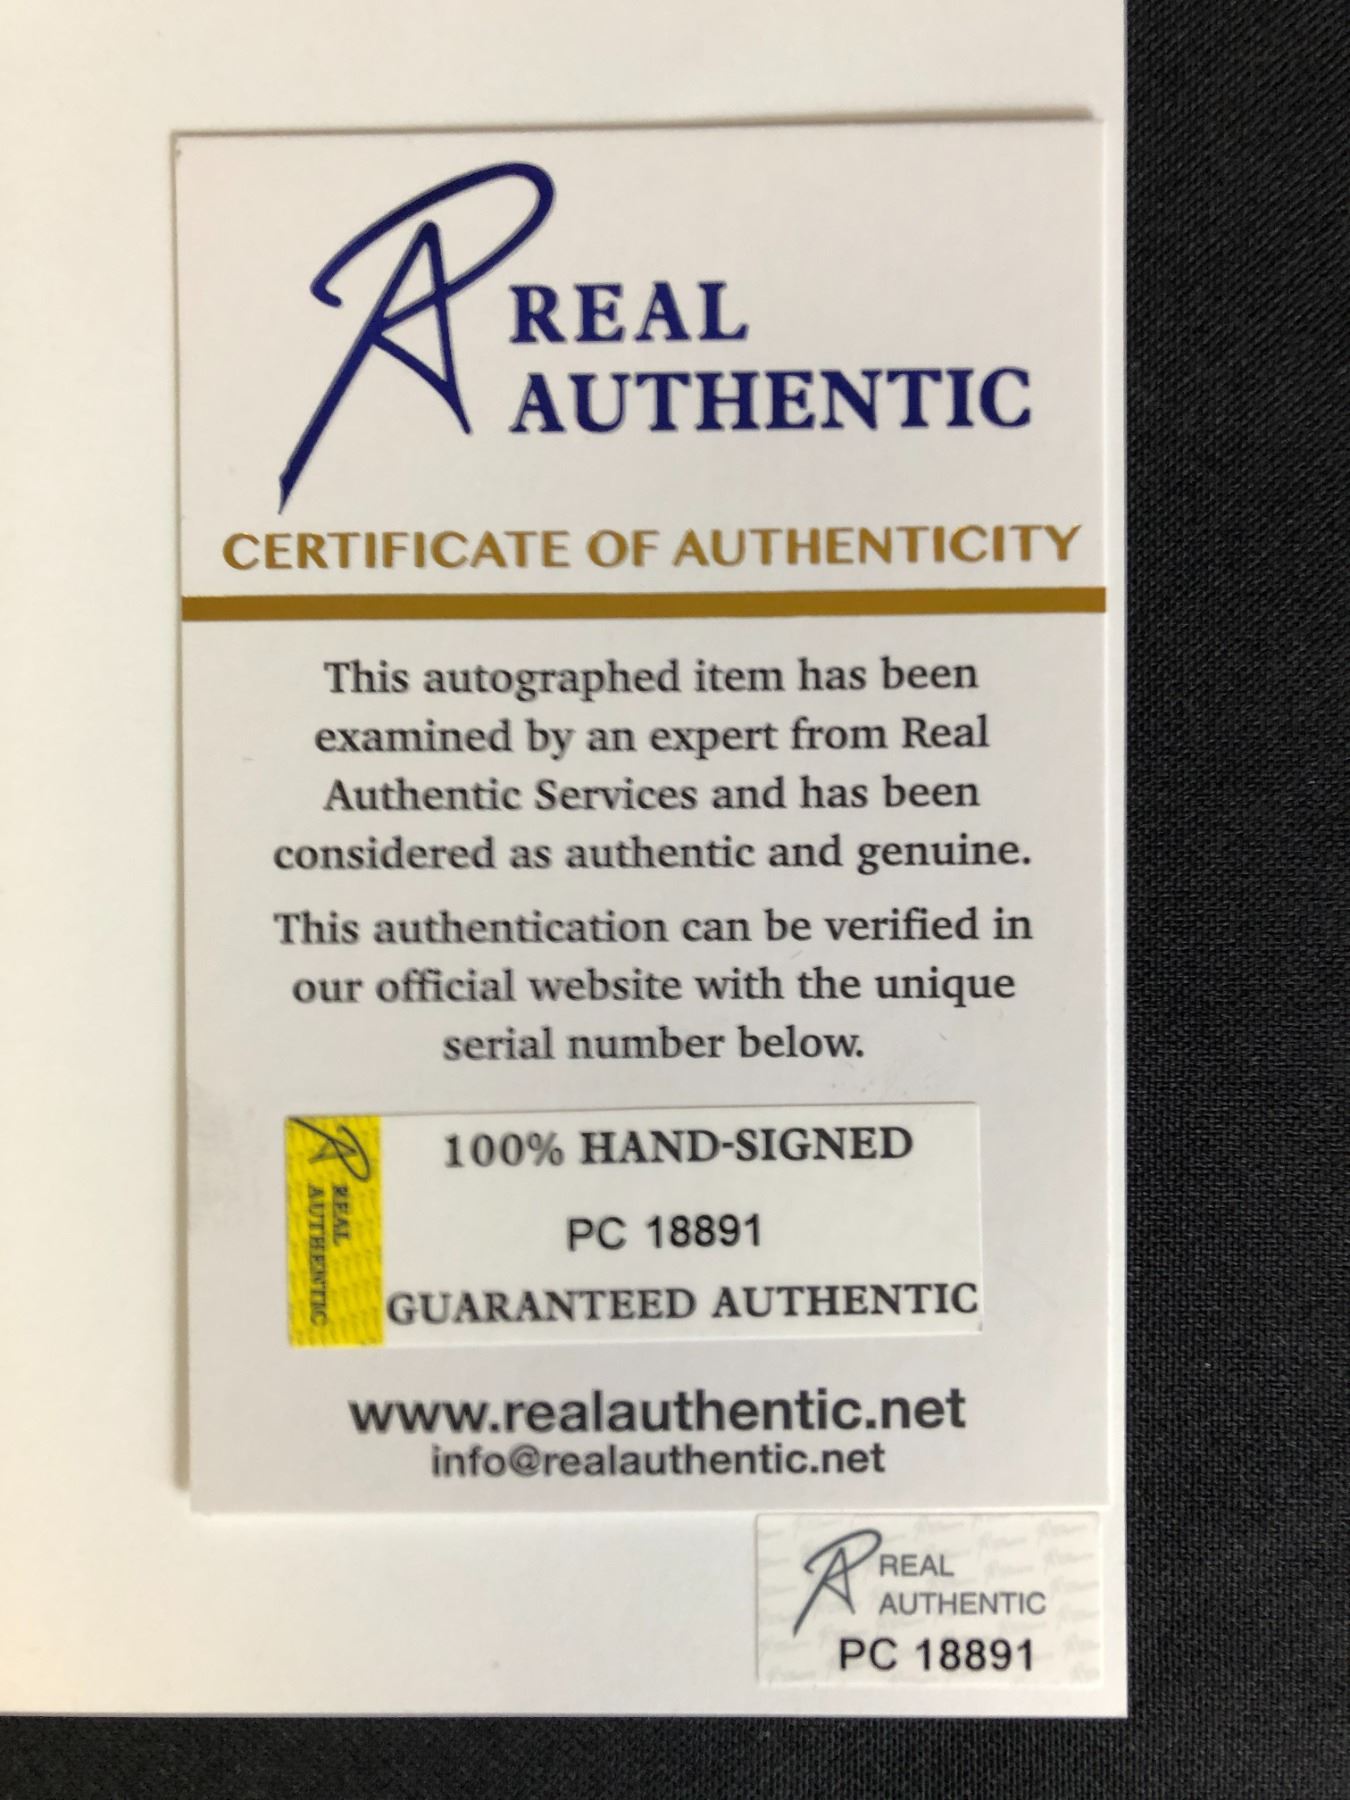 REAL
AUTHENTIC
CERTIFICATE OF AUTHENTICITY
This autographed item has been
examined by an expert from Real
Authentic Services and has been
considered as authentic and genuine.
This authentication can be verified in
our official website with the unique
serial number below.
REAL
AUTHENTIC
100% HAND-SIGNED
PC 18891
GUARANTEED AUTHENTIC
www.realauthentic.net
info@realauthentic.net
REAL
AUTHENTIC
PC 18891